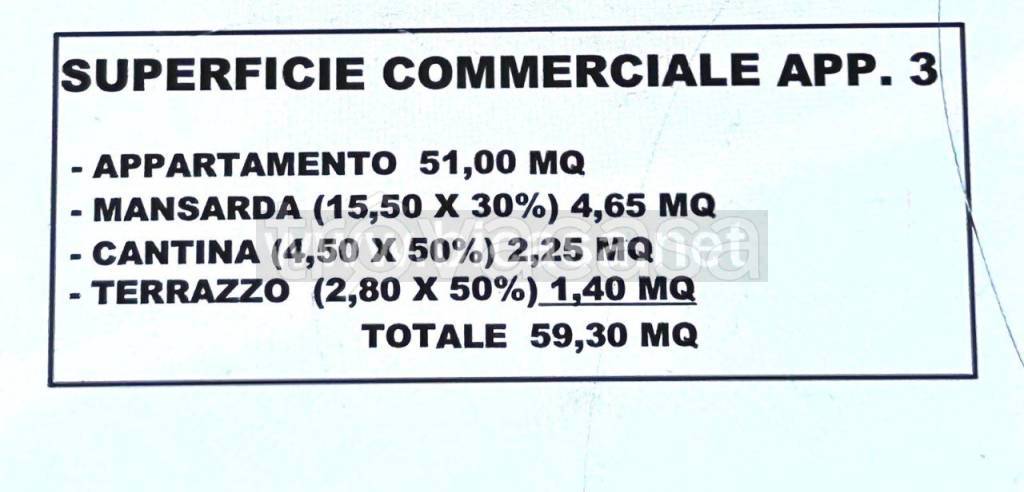 SUPERFICIE COMMERCIALE APP. 3
- APPARTAMENTO 51,00 MQ
- MANSARDA (15,50 X 30%) 4,65 MQ
- CANTINA (4,50 X 50%) 2,25 MQ
- TERRAZZO (2,80 X 50%) 1,40 MQ
TOTALE 59,30 MQ